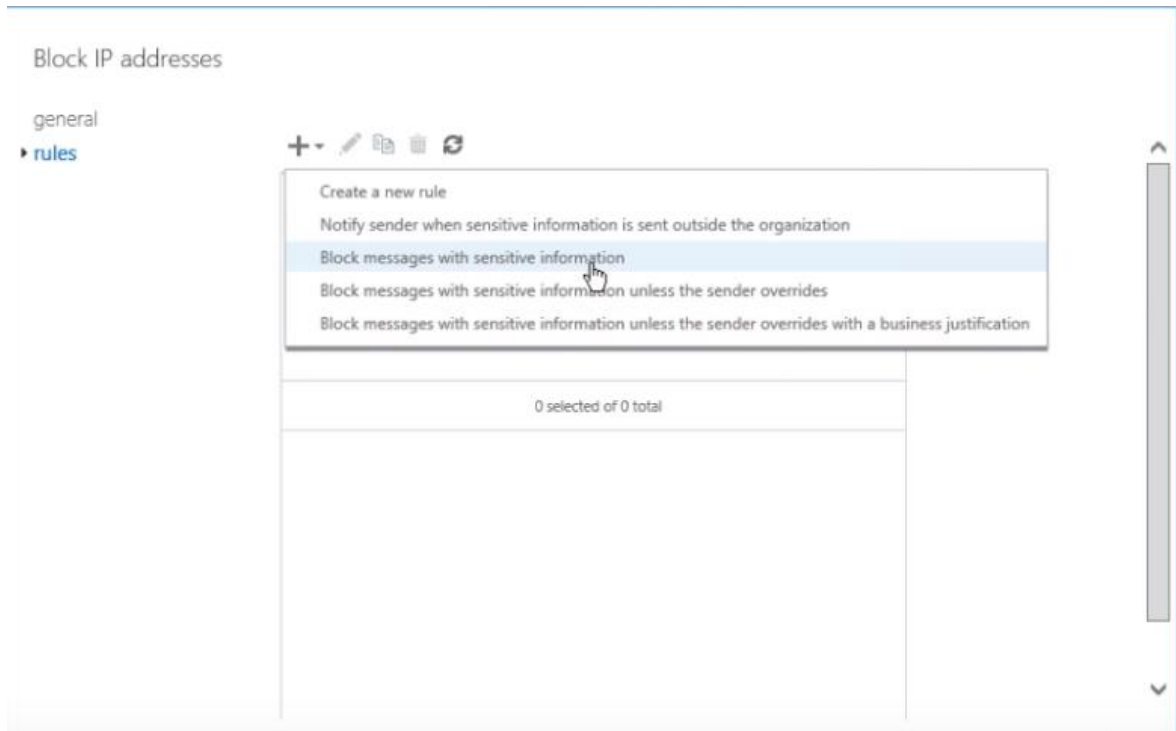 Block IP addresses
general
rules
Create a new rule
Notify sender when sensitive information is sent outside the organization
Block messages with sensitive information
Block messages with sensitive information unless the sender overrides
Block messages with sensitive information unless the sender overrides with a business justification
0 selected of 0 total